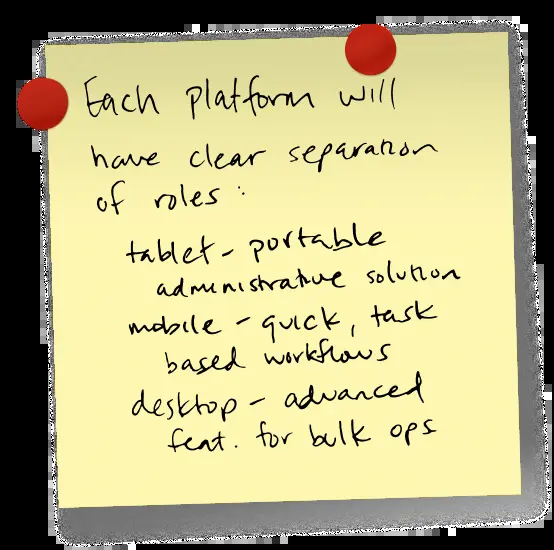 Each platform will
have clear separation
of roles:
tablet - portable
administrative solution
mobile - quick, task
based workflows
desktop - advanced
feat. for bulk ops